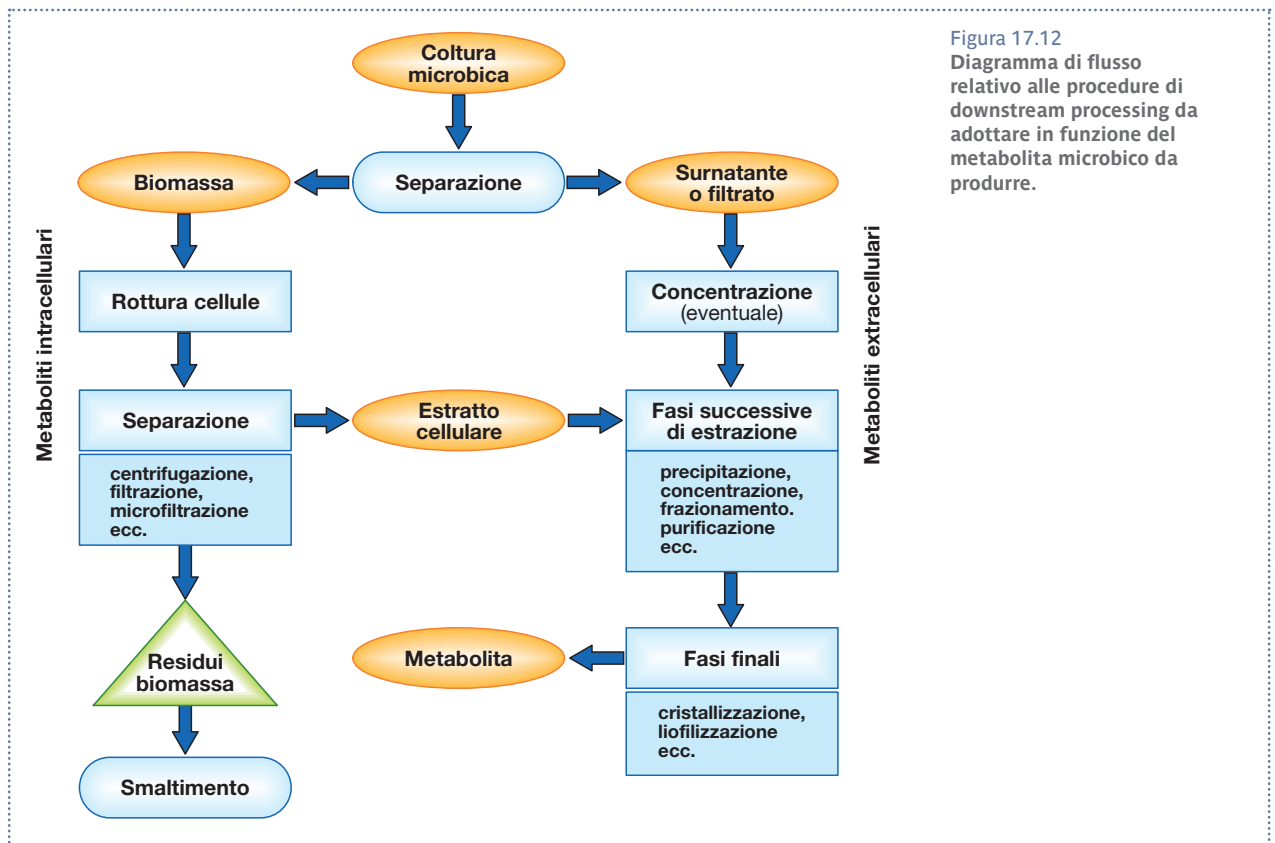 Figura 17.12
Diagramma di flusso
relativo alle procedure di
downstream processing da
adottare in funzione del
metabolita microbico da
produrre.
Coltura
microbica
Biomassa
Separazione
Surnatante
o filtrato
Metaboliti intracellulari
Rottura cellule
Concentrazione
(eventuale)
Metaboliti extracellulari
Separazione
centrifugazione,
filtrazione,
microfiltrazione
ecc.
Estratto
cellulare
Fasi successive
di estrazione
precipitazione,
concentrazione,
frazionamento.
purificazione
ecc.
Residui
biomassa
Metabolita
Fasi finali
cristallizzazione,
liofilizzazione
ecc.
Smaltimento